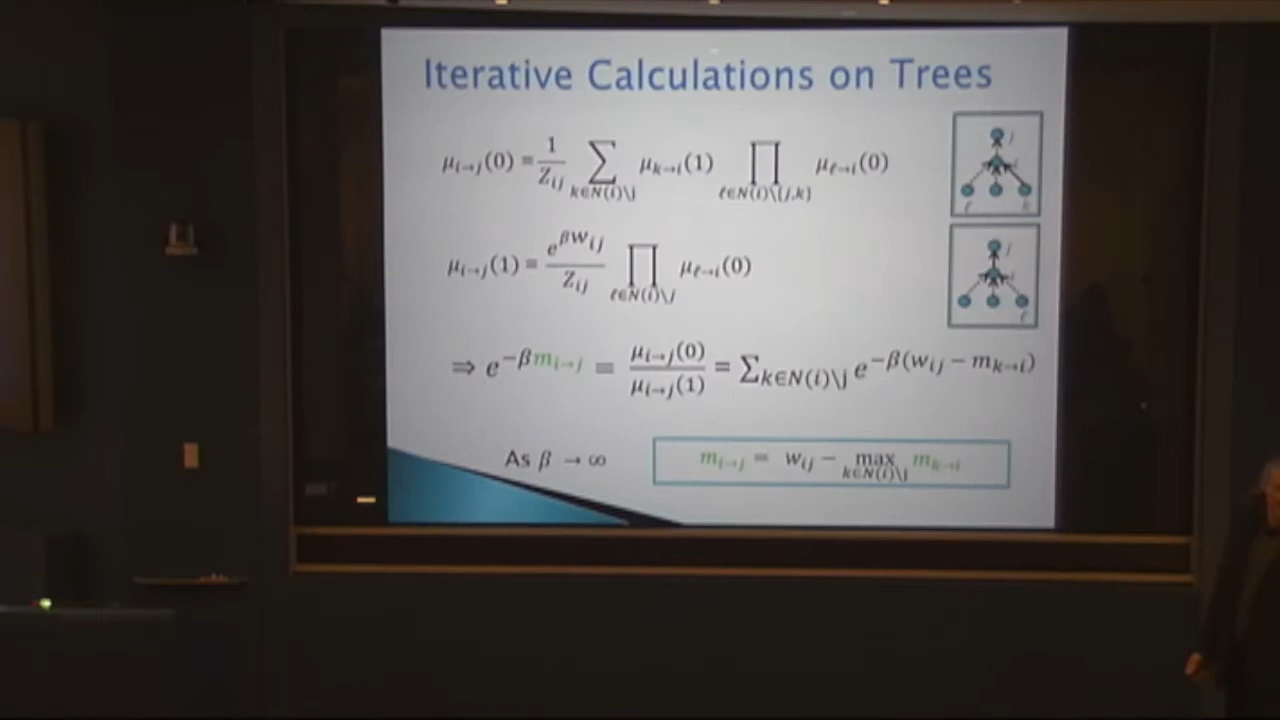 Iterative Calculations on Trees
μ_{i→j}(0) = 1/Z_{ij} ∑_{k∈N(i)\j} μ_{k→i}(1) ∏_{ℓ∈N(i)\{j,k}} μ_{ℓ→i}(0)
j
i
ℓ k
μ_{i→j}(1) = e^{βw_{ij}}/Z_{ij} ∏_{ℓ∈N(i)\j} μ_{ℓ→i}(0)
j
i
ℓ
⇒ e^{−βm_{i→j}} = μ_{i→j}(0)/μ_{i→j}(1) = ∑_{k∈N(i)\j} e^{−β(w_{ij} − m_{k→i})}
As β → ∞ m_{i→j} = w_{ij} − max_{k∈N(i)\j} m_{k→i}